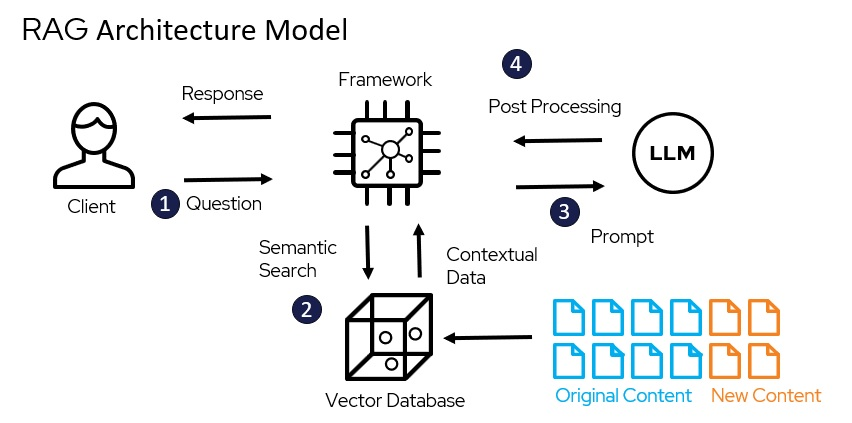 RAG Architecture Model
4
Framework
Response
Post Processing
LLM
Client
1
Question
3
Prompt
Semantic
Search
Contextual
Data
2
Vector Database
Original Content
New Content